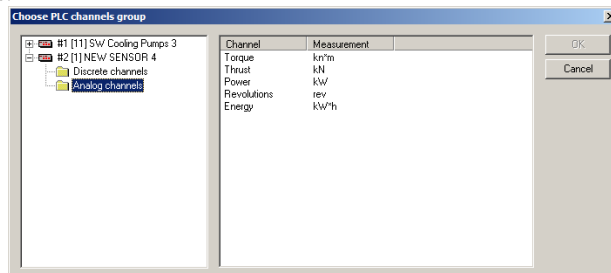 Choose PLC channels group
#1 [11] SW Cooling Pumps 3
#2 [1] NEW SENSOR 4
Discrete channels
Analog channels
Channel Measurement
Torque kn*m
Thrust kN
Power kW
Revolutions rev
Energy kW*h
OK
Cancel